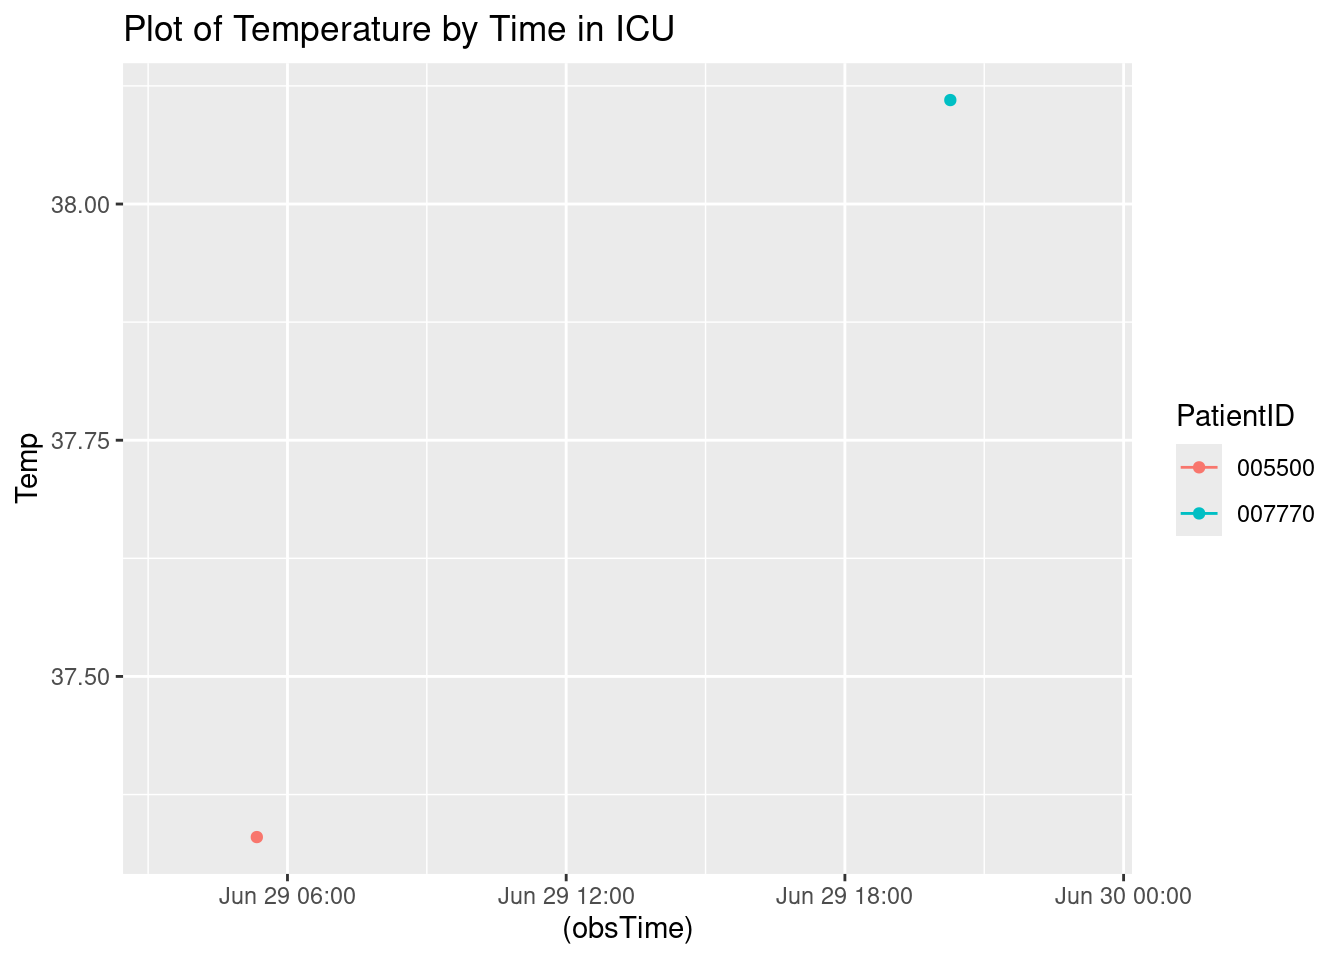 Plot of Temperature by Time in ICU
38.00
37.75
37.50
Temp
Jun 29 06:00
Jun 29 12:00
Jun 29 18:00
Jun 30 00:00
(obsTime)
PatientID
005500
007770